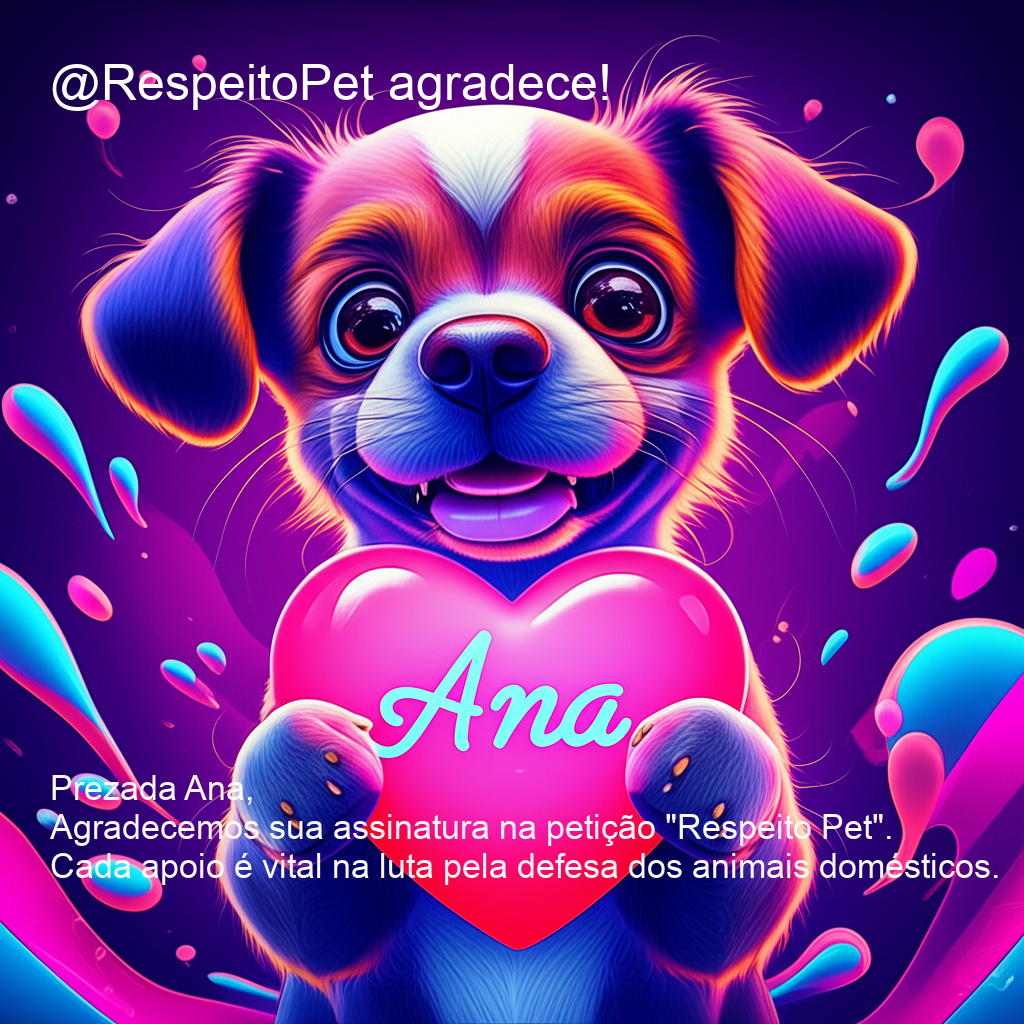 @RespeitoPet agradece!
Ana
Prezada Ana,
Agradecemos sua assinatura na petição "Respeito Pet".
Cada apoio é vital na luta pela defesa dos animais domésticos.